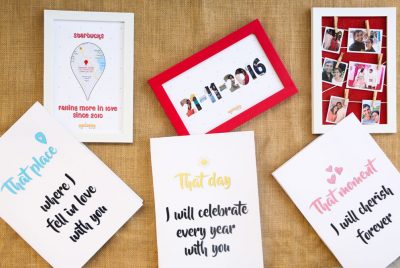 STARBUCKS
FALLING MORE IN LOVE
SINCE 2010
21-11-2016
That place
where I
fell in love
with you
That day
I will celebrate
every year
with you
That moment
I will cherish
forever